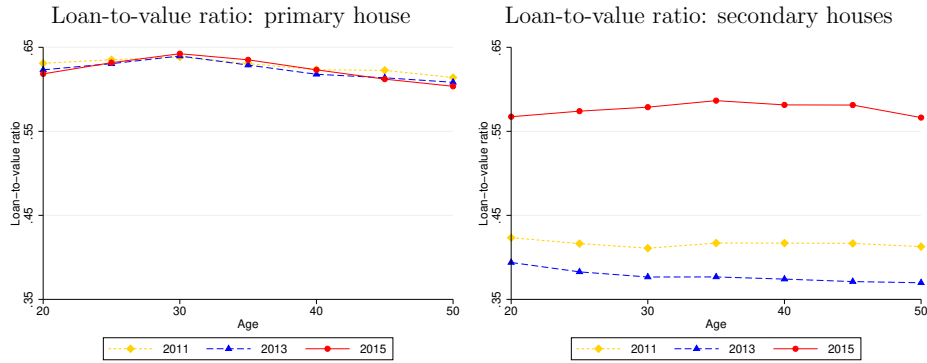 Loan-to-value ratio: primary house
Loan−to−value ratio
.35 .45 .55 .65
20 30 40 50
Age
2011 2013 2015
Loan-to-value ratio: secondary houses
Loan−to−value ratio
.35 .45 .55 .65
20 30 40 50
Age
2011 2013 2015